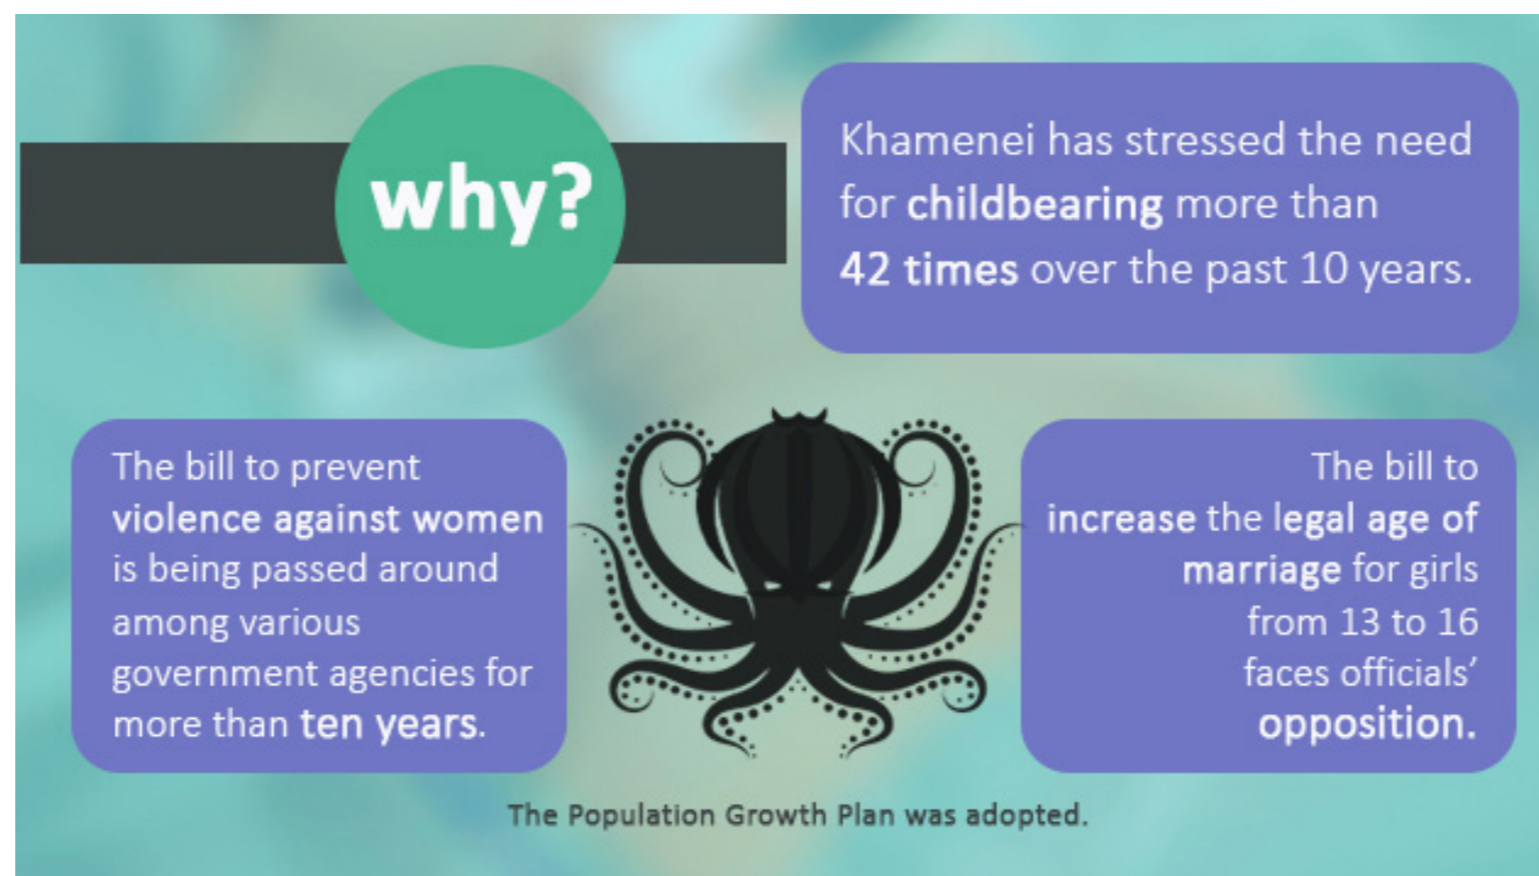 why?
Khamenei has stressed the need
for childbearing more than
42 times over the past 10 years.
The bill to prevent
violence against women
is being passed around
among various
government agencies for
more than ten years.
The bill to
increase the legal age of
marriage for girls
from 13 to 16
faces officials’
opposition.
The Population Growth Plan was adopted.